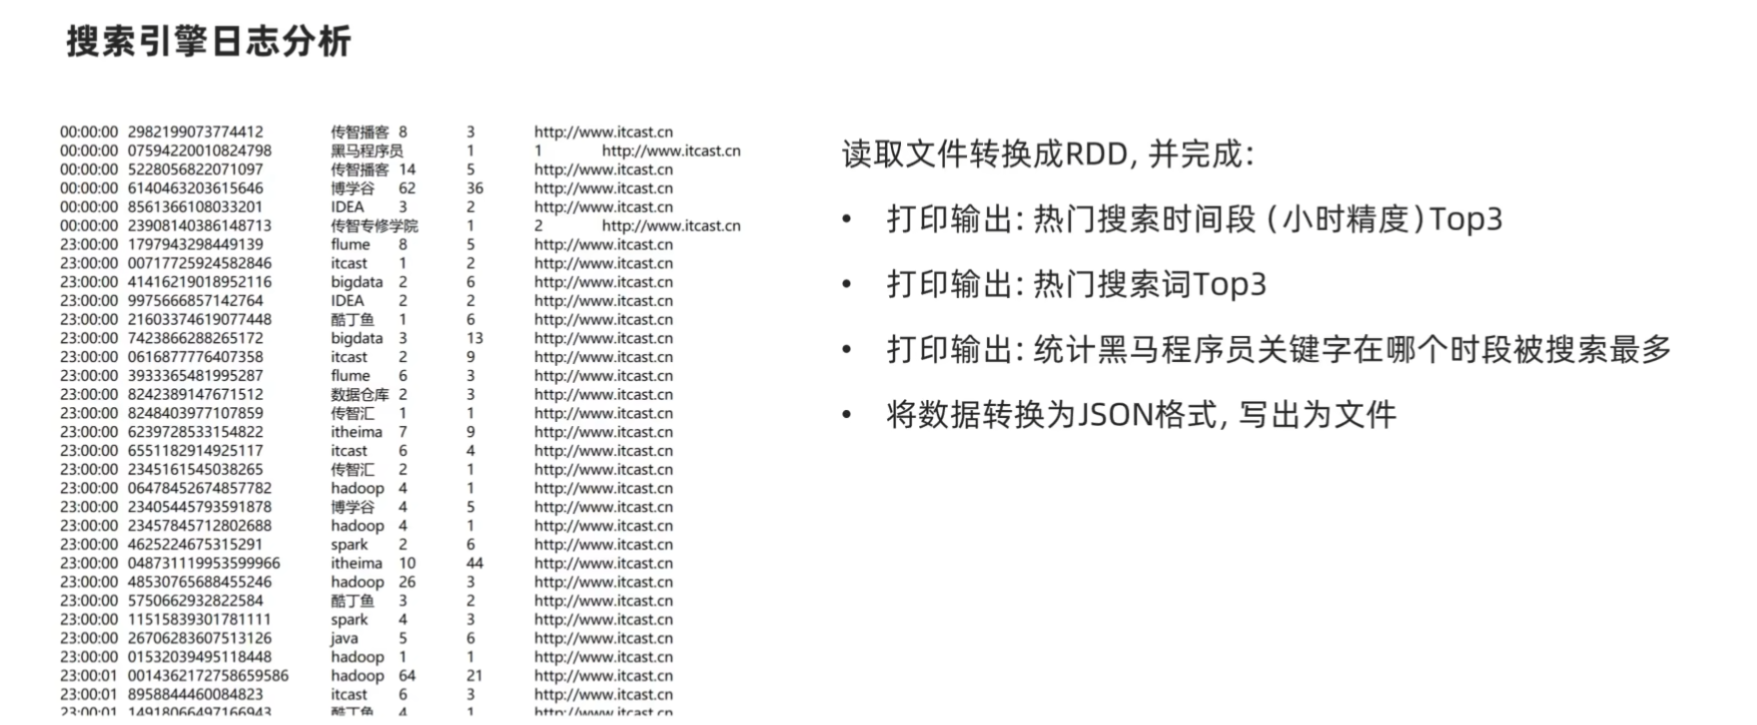 搜索引擎日志分析
00:00:00 2982199073774412 传智播客 8 3 http://www.itcast.cn
00:00:00 07594220010824798 黑马程序员 1 1 http://www.itcast.cn
00:00:00 5228056822071097 传智播客 14 5 http://www.itcast.cn
00:00:00 6140463203615646 博学谷 62 36 http://www.itcast.cn
00:00:00 8561366108033201 IDEA 3 2 http://www.itcast.cn
00:00:00 23908140386148713 传智专修学院 1 2 http://www.itcast.cn
23:00:00 1797943298449139 flume 8 5 http://www.itcast.cn
23:00:00 00717725924582846 itcast 1 2 http://www.itcast.cn
23:00:00 41416219018952116 bigdata 2 6 http://www.itcast.cn
23:00:00 9975666857142764 IDEA 2 2 http://www.itcast.cn
23:00:00 21603374619077448 酷丁鱼 1 6 http://www.itcast.cn
23:00:00 7423866288265172 bigdata 3 13 http://www.itcast.cn
23:00:00 0616877776407358 itcast 2 9 http://www.itcast.cn
23:00:00 3933365481995287 flume 6 3 http://www.itcast.cn
23:00:00 8242389147671512 数据仓库 2 3 http://www.itcast.cn
23:00:00 8248403977107859 传智汇 1 1 http://www.itcast.cn
23:00:00 6239728533154822 itheima 7 9 http://www.itcast.cn
23:00:00 6551182914925117 itcast 6 4 http://www.itcast.cn
23:00:00 2345161545038265 传智汇 2 1 http://www.itcast.cn
23:00:00 06478452674857782 hadoop 4 1 http://www.itcast.cn
23:00:00 23405445793591878 博学谷 4 5 http://www.itcast.cn
23:00:00 23457845712802688 hadoop 4 1 http://www.itcast.cn
23:00:00 4625224675315291 spark 2 6 http://www.itcast.cn
23:00:00 048731119953599966 itheima 10 44 http://www.itcast.cn
23:00:00 48530765688455246 hadoop 26 3 http://www.itcast.cn
23:00:00 5750662932822584 酷丁鱼 3 2 http://www.itcast.cn
23:00:00 11515839301781111 spark 4 3 http://www.itcast.cn
23:00:00 26706283607513126 java 5 6 http://www.itcast.cn
23:00:00 01532039495118448 hadoop 1 1 http://www.itcast.cn
23:00:01 0014362172758659586 hadoop 64 21 http://www.itcast.cn
23:00:01 8958844460084823 itcast 6 3 http://www.itcast.cn
23:00:01 14918066497166943 酷丁鱼 4 1 http://www.itcast.cn
读取文件转换成RDD, 并完成:
• 打印输出: 热门搜索时间段 (小时精度) Top3
• 打印输出: 热门搜索词Top3
• 打印输出: 统计黑马程序员关键字在哪个时段被搜索最多
• 将数据转换为JSON格式, 写出为文件